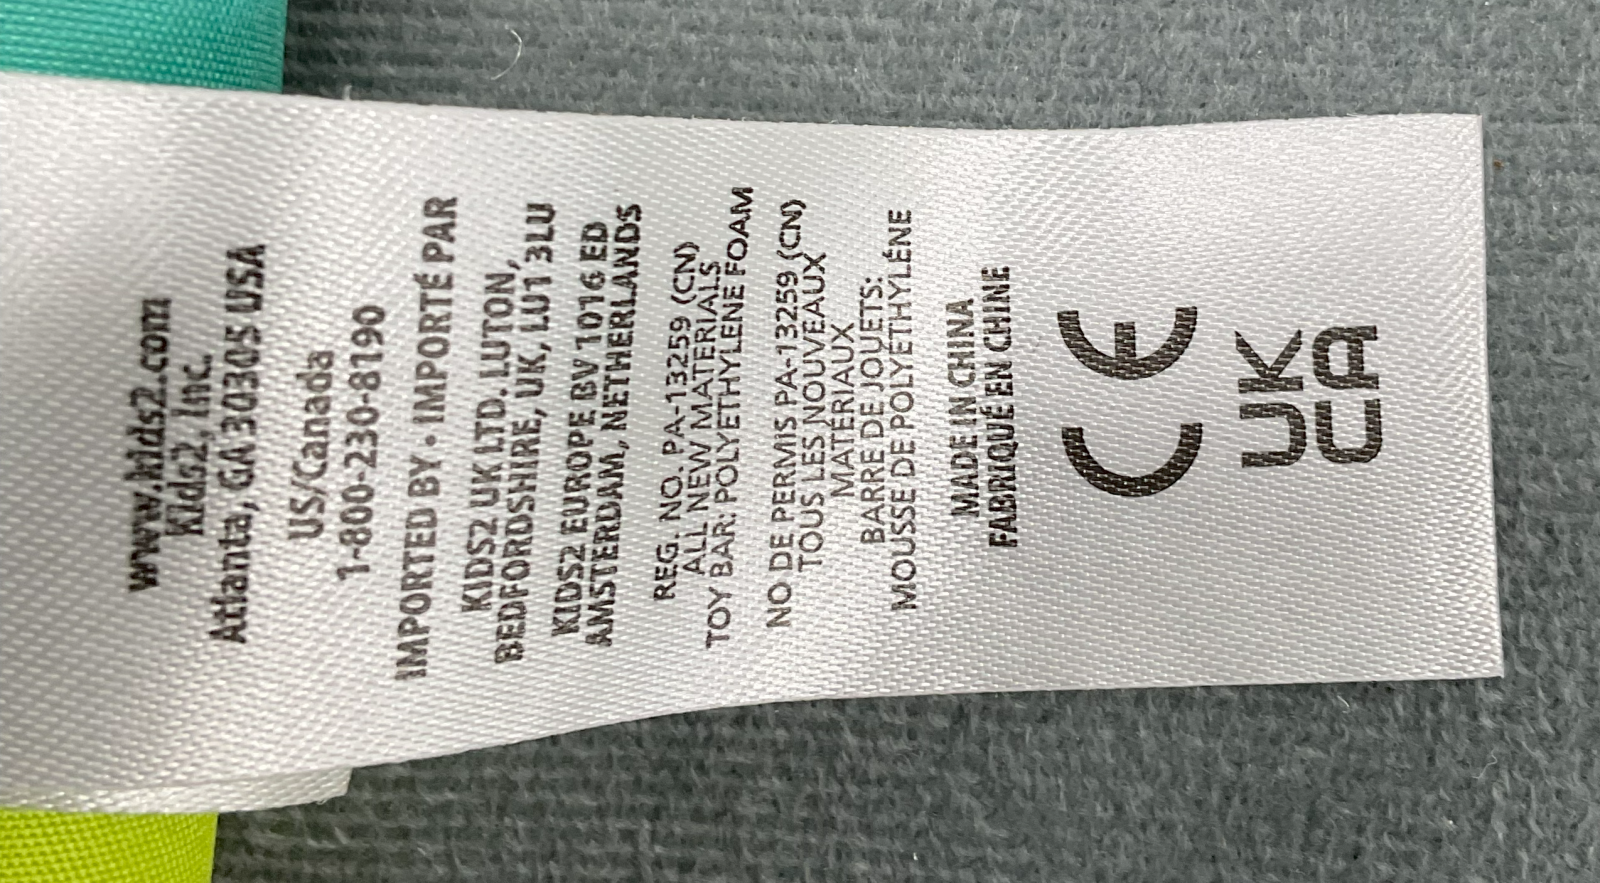 www.kids2.com
Kids2, Inc.
Atlanta, GA 30305 USA
US/Canada
1-800-230-8190
IMPORTED BY • IMPORTÉ PAR
KIDS2 UK LTD. LUTON,
BEDFORDSHIRE, UK, LU1 3LU
KIDS2 EUROPE BV 1016 ED
AMSTERDAM, NETHERLANDS
REG. NO. PA-13259 (CN)
ALL NEW MATERIALS
TOY BAR: POLYETHYLENE FOAM
NO DE PERMIS PA-13259 (CN)
TOUS LES NOUVEAUX
MATÉRIAUX
BARRE DE JOUETS:
MOUSSE DE POLYÉTHYLÈNE
MADE IN CHINA
FABRIQUÉ EN CHINE
CE
UK
CA